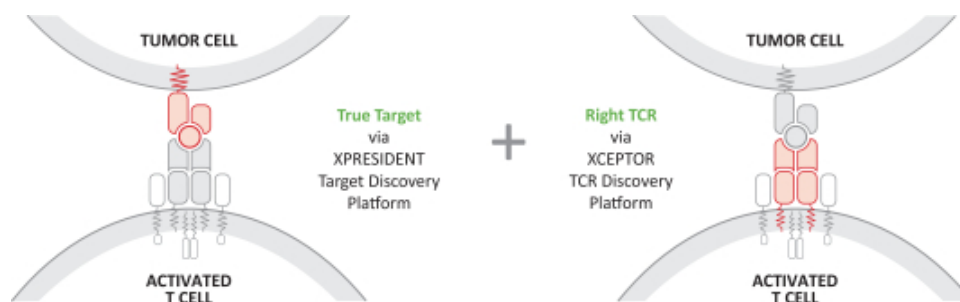 TUMOR CELL
True Target
via
XPRESIDENT
Target Discovery
Platform
ACTIVATED
T CELL
+
Right TCR
via
XCEPTOR
TCR Discovery
Platform
TUMOR CELL
ACTIVATED
T CELL